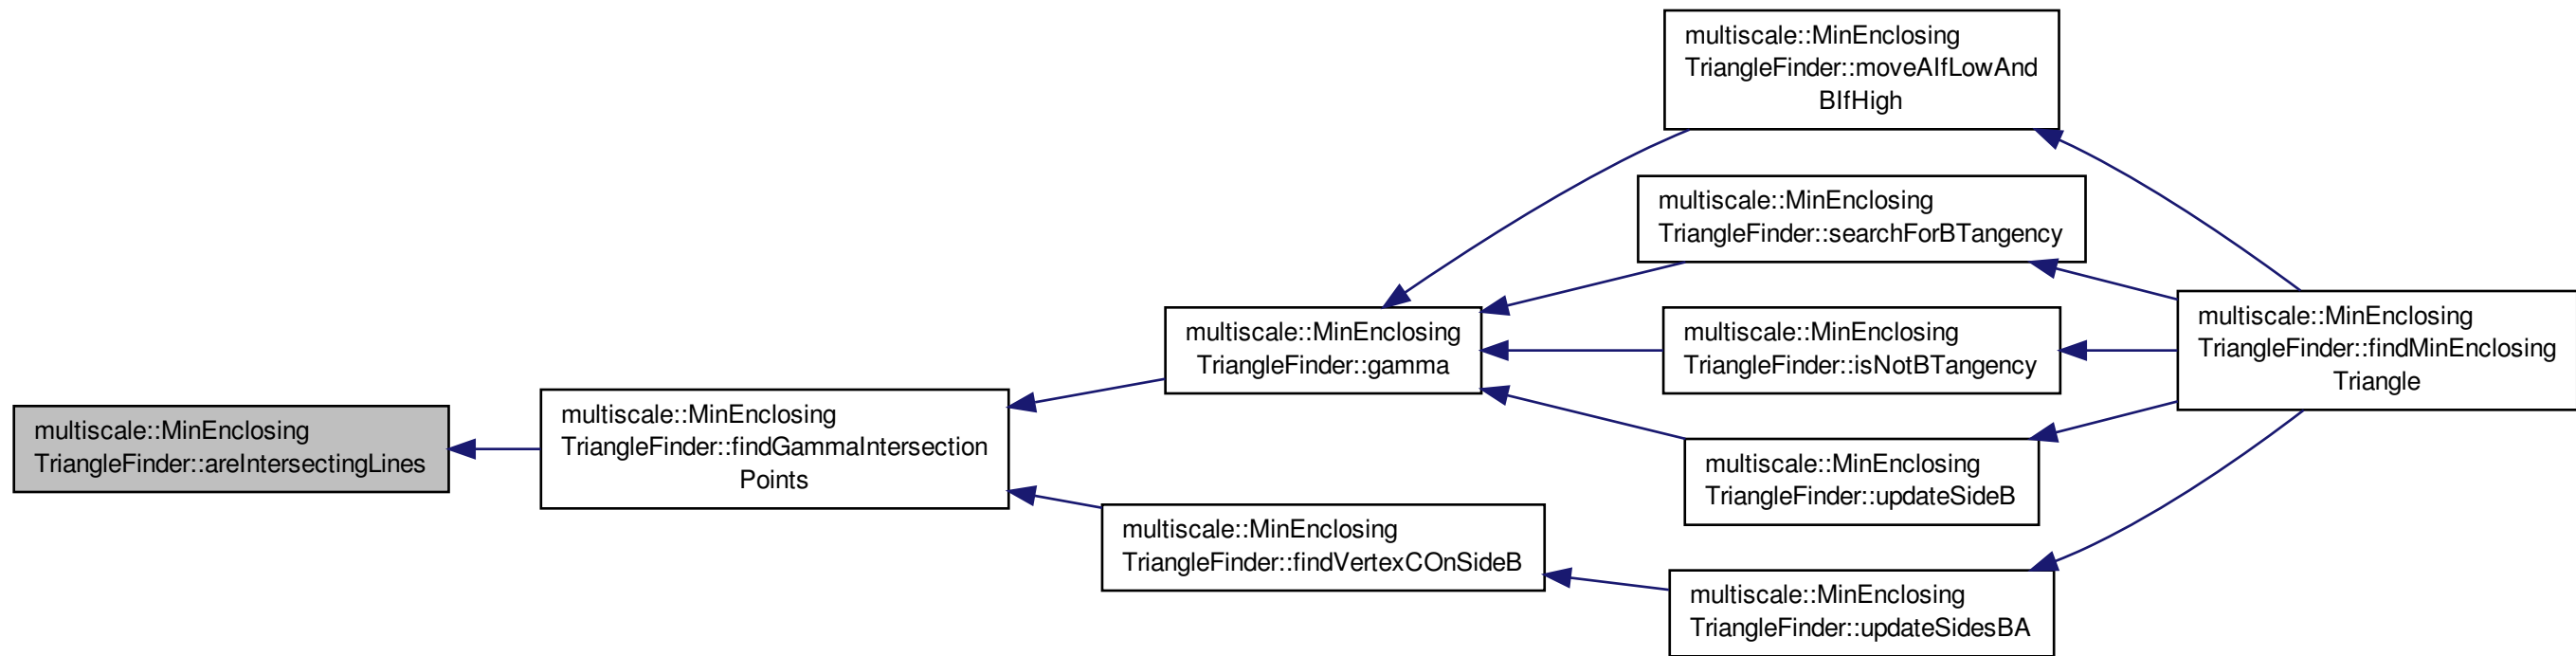 multiscale::MinEnclosing
TriangleFinder::areIntersectingLines
multiscale::MinEnclosing
TriangleFinder::findGammaIntersection
Points
multiscale::MinEnclosing
TriangleFinder::gamma
multiscale::MinEnclosing
TriangleFinder::findVertexCOnSideB
multiscale::MinEnclosing
TriangleFinder::moveAIfLowAnd
BIfHigh
multiscale::MinEnclosing
TriangleFinder::searchForBTangency
multiscale::MinEnclosing
TriangleFinder::isNotBTangency
multiscale::MinEnclosing
TriangleFinder::updateSideB
multiscale::MinEnclosing
TriangleFinder::updateSidesBA
multiscale::MinEnclosing
TriangleFinder::findMinEnclosing
Triangle